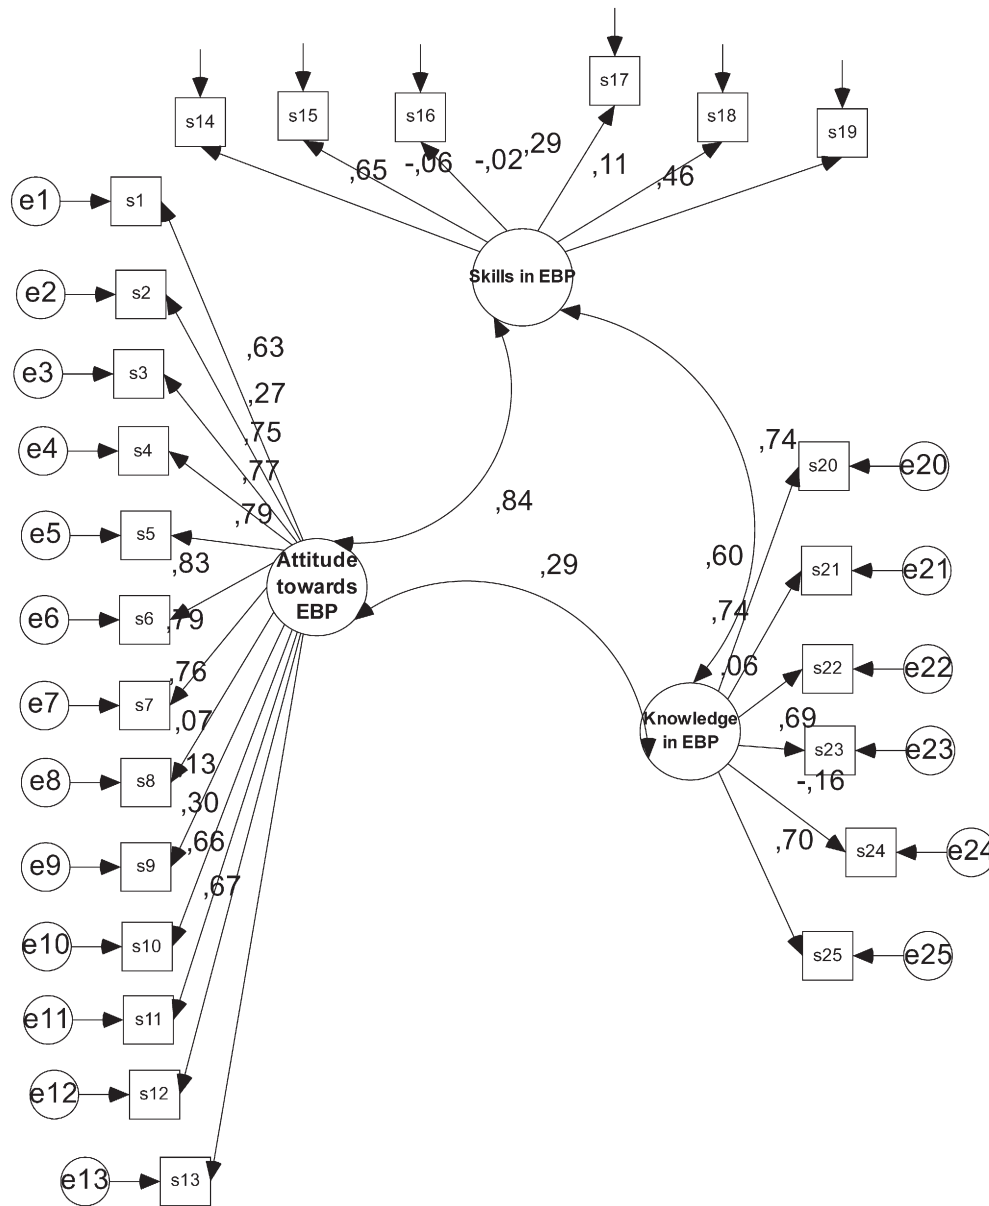 s17
s14
s15
s16
s18
s19
,65
-,06
-,02
,29
,11
,46
e1
s1
Skills in EBP
e2
s2
,63
e3
s3
,27
,75
,74
e4
s4
,77
s20
e20
,79
,84
e5
s5
,83
,29
,60
s21
e21
Attitude
towards
EBP
e6
s6
,79
,74
,06
s22
e22
,76
e7
s7
,07
Knowledge
in EBP
,69
s23
e23
,13
e8
s8
-,16
,30
,66
,70
s24
e24
e9
s9
,67
e10
s10
s25
e25
e11
s11
e12
s12
e13
s13